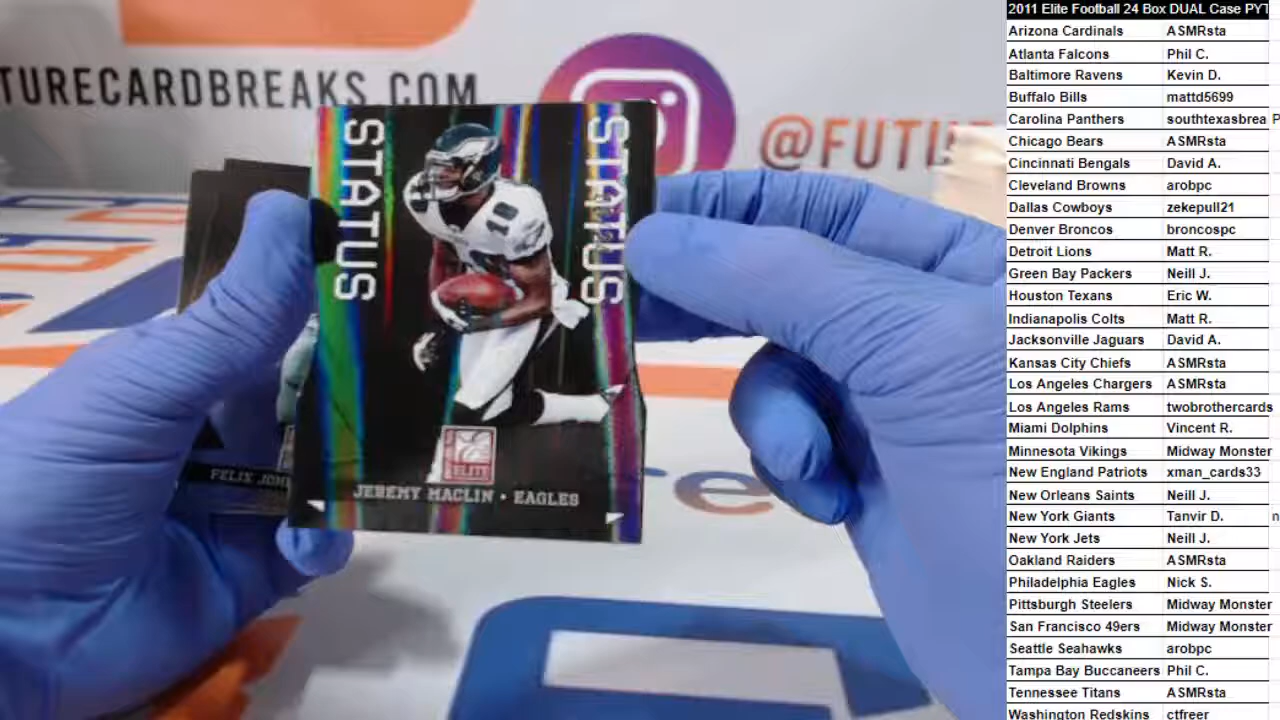 TURECARDBREAKS.COM
@FUTU
STATUS
STATUS
18
ELITE
JEREMY MACLIN • EAGLES
FELIX JON
re
2011 Elite Football 24 Box DUAL Case PYT
Arizona Cardinals ASMRsta
Atlanta Falcons Phil C.
Baltimore Ravens Kevin D.
Buffalo Bills mattd5699
Carolina Panthers southtexasbrea P
Chicago Bears ASMRsta
Cincinnati Bengals David A.
Cleveland Browns arobpc
Dallas Cowboys zekepull21
Denver Broncos broncospc
Detroit Lions Matt R.
Green Bay Packers Neill J.
Houston Texans Eric W.
Indianapolis Colts Matt R.
Jacksonville Jaguars David A.
Kansas City Chiefs ASMRsta
Los Angeles Chargers ASMRsta
Los Angeles Rams twobrothercards
Miami Dolphins Vincent R.
Minnesota Vikings Midway Monster
New England Patriots xman_cards33
New Orleans Saints Neill J.
New York Giants Tanvir D. n
New York Jets Neill J.
Oakland Raiders ASMRsta
Philadelphia Eagles Nick S.
Pittsburgh Steelers Midway Monster
San Francisco 49ers Midway Monster
Seattle Seahawks arobpc
Tampa Bay Buccaneers Phil C.
Tennessee Titans ASMRsta
Washington Redskins ctfreer